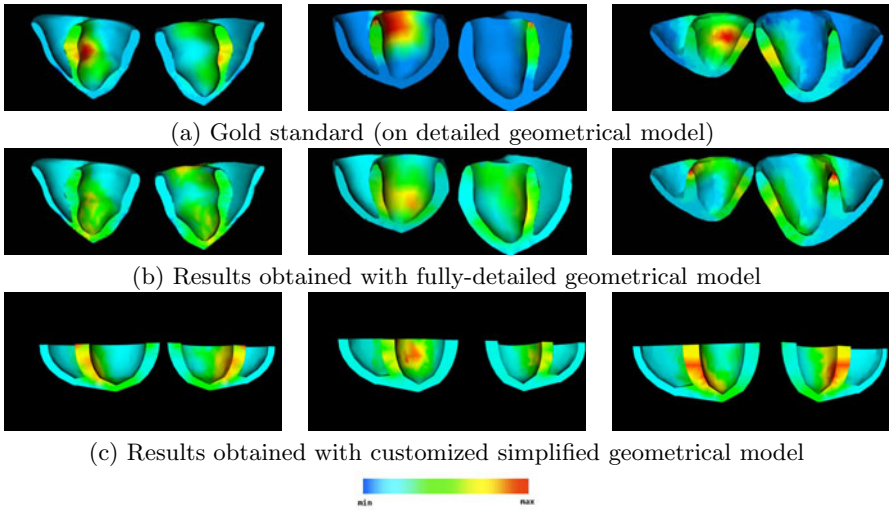 (a) Gold standard (on detailed geometrical model)
(b) Results obtained with fully-detailed geometrical model
(c) Results obtained with customized simplified geometrical model
min max